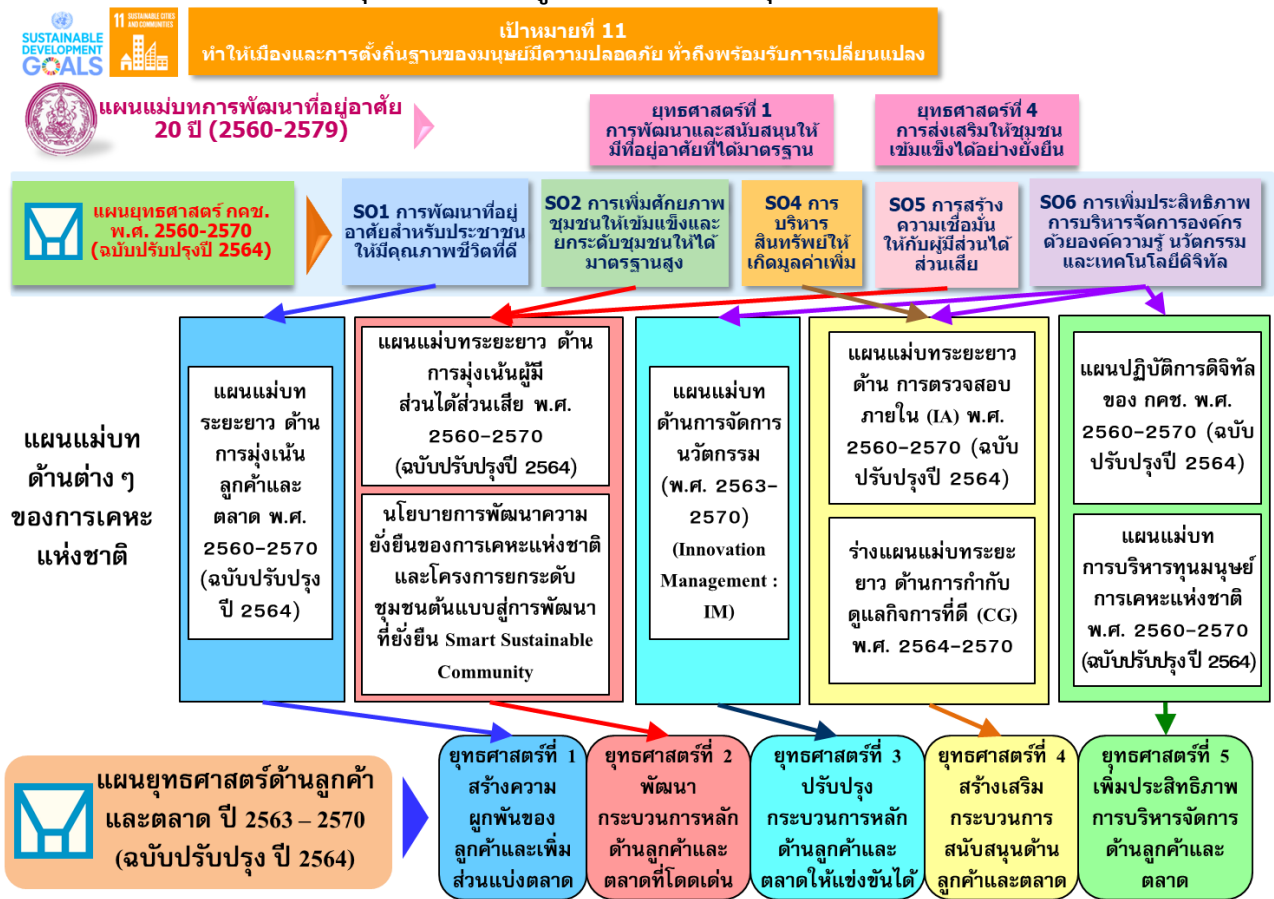 SUSTAINABLE
DEVELOPMENT
GOALS
11 SUSTAINABLE CITIES
AND COMMUNITIES
เป้าหมายที่ 11
ทำให้เมืองและการตั้งถิ่นฐานของมนุษย์มีความปลอดภัย ทั่วถึงพร้อมรับการเปลี่ยนแปลง
แผนแม่บทการพัฒนาที่อยู่อาศัย
20 ปี (2560-2579)
ยุทธศาสตร์ที่ 1
การพัฒนาและสนับสนุนให้
มีที่อยู่อาศัยที่ได้มาตรฐาน
ยุทธศาสตร์ที่ 4
การส่งเสริมให้ชุมชน
เข้มแข็งได้อย่างยั่งยืน
แผนยุทธศาสตร์ กคช.
พ.ศ. 2560-2570
(ฉบับปรับปรุงปี 2564)
SO1 การพัฒนาที่อยู่
อาศัยสำหรับประชาชน
ให้มีคุณภาพชีวิตที่ดี
SO2 การเพิ่มศักยภาพ
ชุมชนให้เข้มแข็งและ
ยกระดับชุมชนให้ได้
มาตรฐานสูง
SO4 การ
บริหาร
สินทรัพย์ให้
เกิดมูลค่าเพิ่ม
SO5 การสร้าง
ความเชื่อมั่น
ให้กับผู้มีส่วนได้
ส่วนเสีย
SO6 การเพิ่มประสิทธิภาพ
การบริหารจัดการองค์กร
ด้วยองค์ความรู้ นวัตกรรม
และเทคโนโลยีดิจิทัล
แผนแม่บท
ด้านต่าง ๆ
ของการเคหะ
แห่งชาติ
แผนแม่บท
ระยะยาว ด้าน
การมุ่งเน้น
ลูกค้าและ
ตลาด พ.ศ.
2560-2570
(ฉบับปรับปรุง
ปี 2564)
แผนแม่บทระยะยาว ด้าน
การมุ่งเน้นผู้มี
ส่วนได้ส่วนเสีย พ.ศ.
2560-2570
(ฉบับปรับปรุงปี 2564)
นโยบายการพัฒนาความ
ยั่งยืนของการเคหะแห่งชาติ
และโครงการยกระดับ
ชุมชนต้นแบบสู่การพัฒนา
ที่ยั่งยืน Smart Sustainable
Community
แผนแม่บท
ด้านการจัดการ
นวัตกรรม
(พ.ศ. 2563-
2570)
(Innovation
Management :
IM)
แผนแม่บทระยะยาว
ด้าน การตรวจสอบ
ภายใน (IA) พ.ศ.
2560-2570 (ฉบับ
ปรับปรุงปี 2564)
ร่างแผนแม่บทระยะ
ยาว ด้านการกำกับ
ดูแลกิจการที่ดี (CG)
พ.ศ. 2564-2570
แผนปฏิบัติการดิจิทัล
ของ กคช. พ.ศ.
2560-2570 (ฉบับ
ปรับปรุงปี 2564)
แผนแม่บท
การบริหารทุนมนุษย์
การเคหะแห่งชาติ
พ.ศ. 2560-2570
(ฉบับปรับปรุง ปี 2564)
แผนยุทธศาสตร์ด้านลูกค้า
และตลาด ปี 2563 – 2570
(ฉบับปรับปรุง ปี 2564)
ยุทธศาสตร์ที่ 1
สร้างความ
ผูกพันของ
ลูกค้าและเพิ่ม
ส่วนแบ่งตลาด
ยุทธศาสตร์ที่ 2
พัฒนา
กระบวนการหลัก
ด้านลูกค้าและ
ตลาดที่โดดเด่น
ยุทธศาสตร์ที่ 3
ปรับปรุง
กระบวนการหลัก
ด้านลูกค้าและ
ตลาดให้แข่งขันได้
ยุทธศาสตร์ที่ 4
สร้างเสริม
กระบวนการ
สนับสนุนด้าน
ลูกค้าและตลาด
ยุทธศาสตร์ที่ 5
เพิ่มประสิทธิภาพ
การบริหารจัดการ
ด้านลูกค้าและ
ตลาด